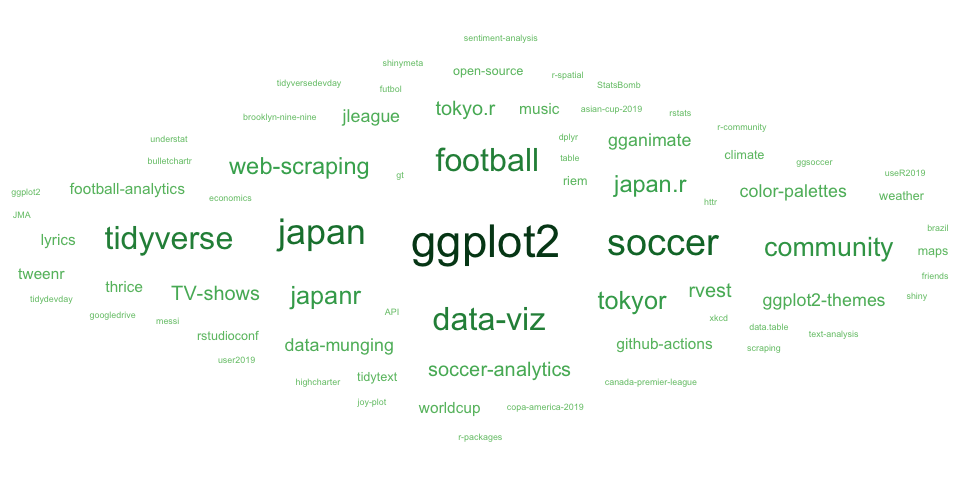 sentiment-analysis
shinymeta
open-source
r-spatial
tidyversedevday
futbol
StatsBomb
brooklyn-nine-nine
jleague
tokyo.r
music
asian-cup-2019
rstats
r-community
understat
dplyr
gganimate
bulletchartr
web-scraping
football
table
climate
ggsoccer
useR2019
ggplot2
football-analytics
gt
riem
japan.r
color-palettes
weather
economics
httr
JMA
lyrics
tidyverse
japan
ggplot2
soccer
community
brazil
maps
tweenr
friends
thrice
TV-shows
japanr
tokyor
rvest
ggplot2-themes
shiny
tidydevday
googledrive
messi
API
data-viz
xkcd
data.table
text-analysis
rstudioconf
data-munging
github-actions
scraping
user2019
highcharter
tidytext
soccer-analytics
canada-premier-league
joy-plot
worldcup
copa-america-2019
r-packages